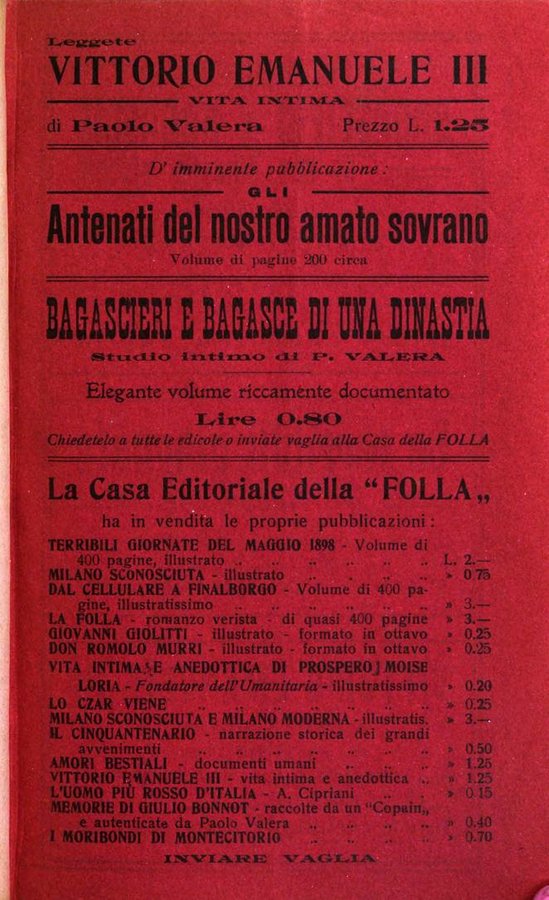 Leggete
VITTORIO EMANUELE III
VITA INTIMA
di Paolo Valera Prezzo L. 1.25
D' imminente pubblicazione :
GLI
Antenati del nostro amato sovrano
Volume di pagine 200 circa
BAGASCIERI E BAGASCE DI UNA DINASTIA
Studio intimo di P. VALERA
Elegante volume riccamente documentato
Lire 0.80
Chiedetelo a tutte le edicole o inviate vaglia alla Casa della FOLLA
La Casa Editoriale della “FOLLA„
ha in vendita le proprie pubblicazioni :
TERRIBILI GIORNATE DEL MAGGIO 1898 - Volume di
400 pagine, illustrato .. .. .. .. .. .. L. 2.—
MILANO SCONOSCIUTA - illustrato .. .. .. .. » 0 75
DAL CELLULARE A FINALBORGO - Volume di 400 pa-
gine, illustratissimo .. .. .. .. .. .. » 3.—
LA FOLLA - romanzo verista - di quasi 400 pagine » 3.—
GIOVANNI GIOLITTI - illustrato - formato in ottavo » 0,25
DON ROMOLO MURRI - illustrato - formato in ottavo » 0.25
VITA INTIMA E ANEDOTTICA DI PROSPERO MOISE
LORIA - Fondatore dell'Umanitaria - illustratissimo » 0.20
LO CZAR VIENE .. .. .. .. .. .. .. » 0.25
MILANO SCONOSCIUTA E MILANO MODERNA - illustratis. » 3.—
IL CINQUANTENARIO - narrazione storica dei grandi
avvenimenti .. .. .. .. .. .. .. » 0.50
AMORI BESTIALI - documenti umani .. .. .. » 1.25
VITTORIO EMANUELE III - vita intima e anedottica .. » 1.25
L'UOMO PIÙ ROSSO D'ITALIA - A. Cipriani .. .. » 0 15
MEMORIE DI GIULIO BONNOT - raccolte da un “Copain„
e autenticate da Paolo Valera .. .. .. .. » 0.40
I MORIBONDI DI MONTECITORIO .. .. .. .. » 0.70
INVIARE VAGLIA